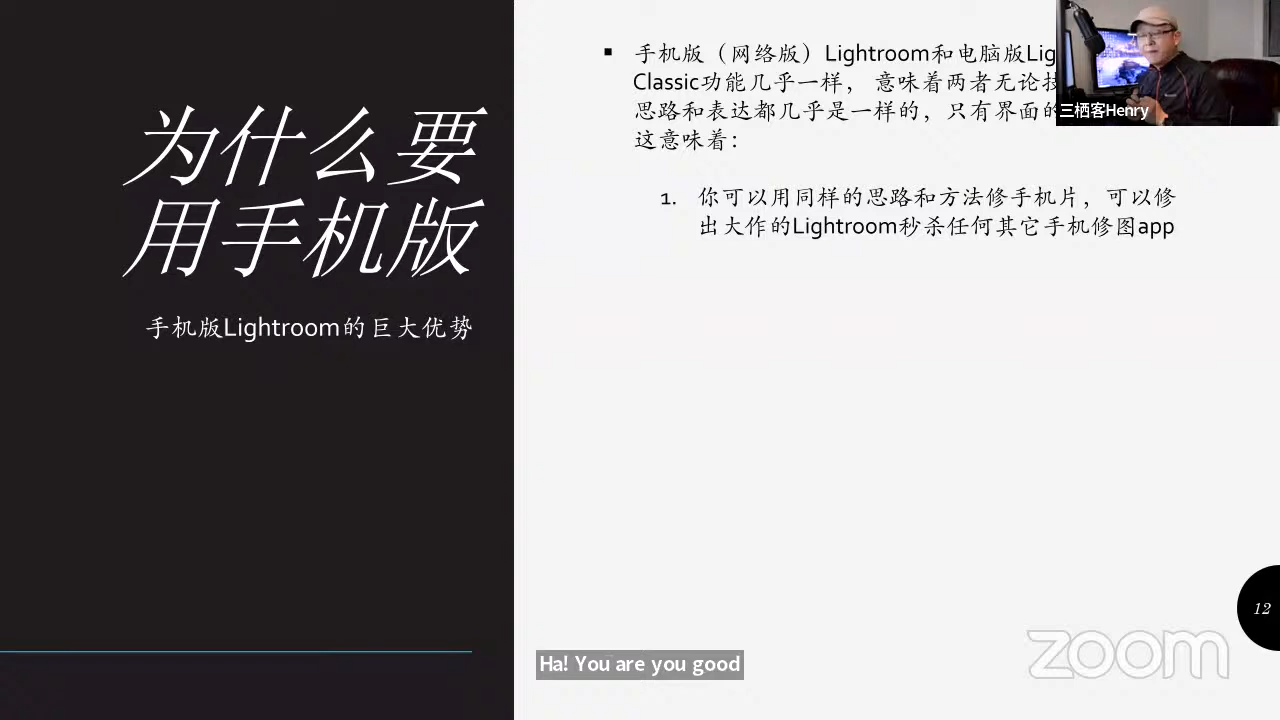 为什么要
用手机版
手机版Lightroom的巨大优势
手机版（网络版）Lightroom和电脑版Lig
Classic功能几乎一样， 意味着两者无论技
思路和表达都几乎是一样的，只有界面的
这意味着：
1. 你可以用同样的思路和方法修手机片，可以修
出大作的Lightroom秒杀任何其它手机修图app
三栖客Henry
12
zoom
Ha! You are you good